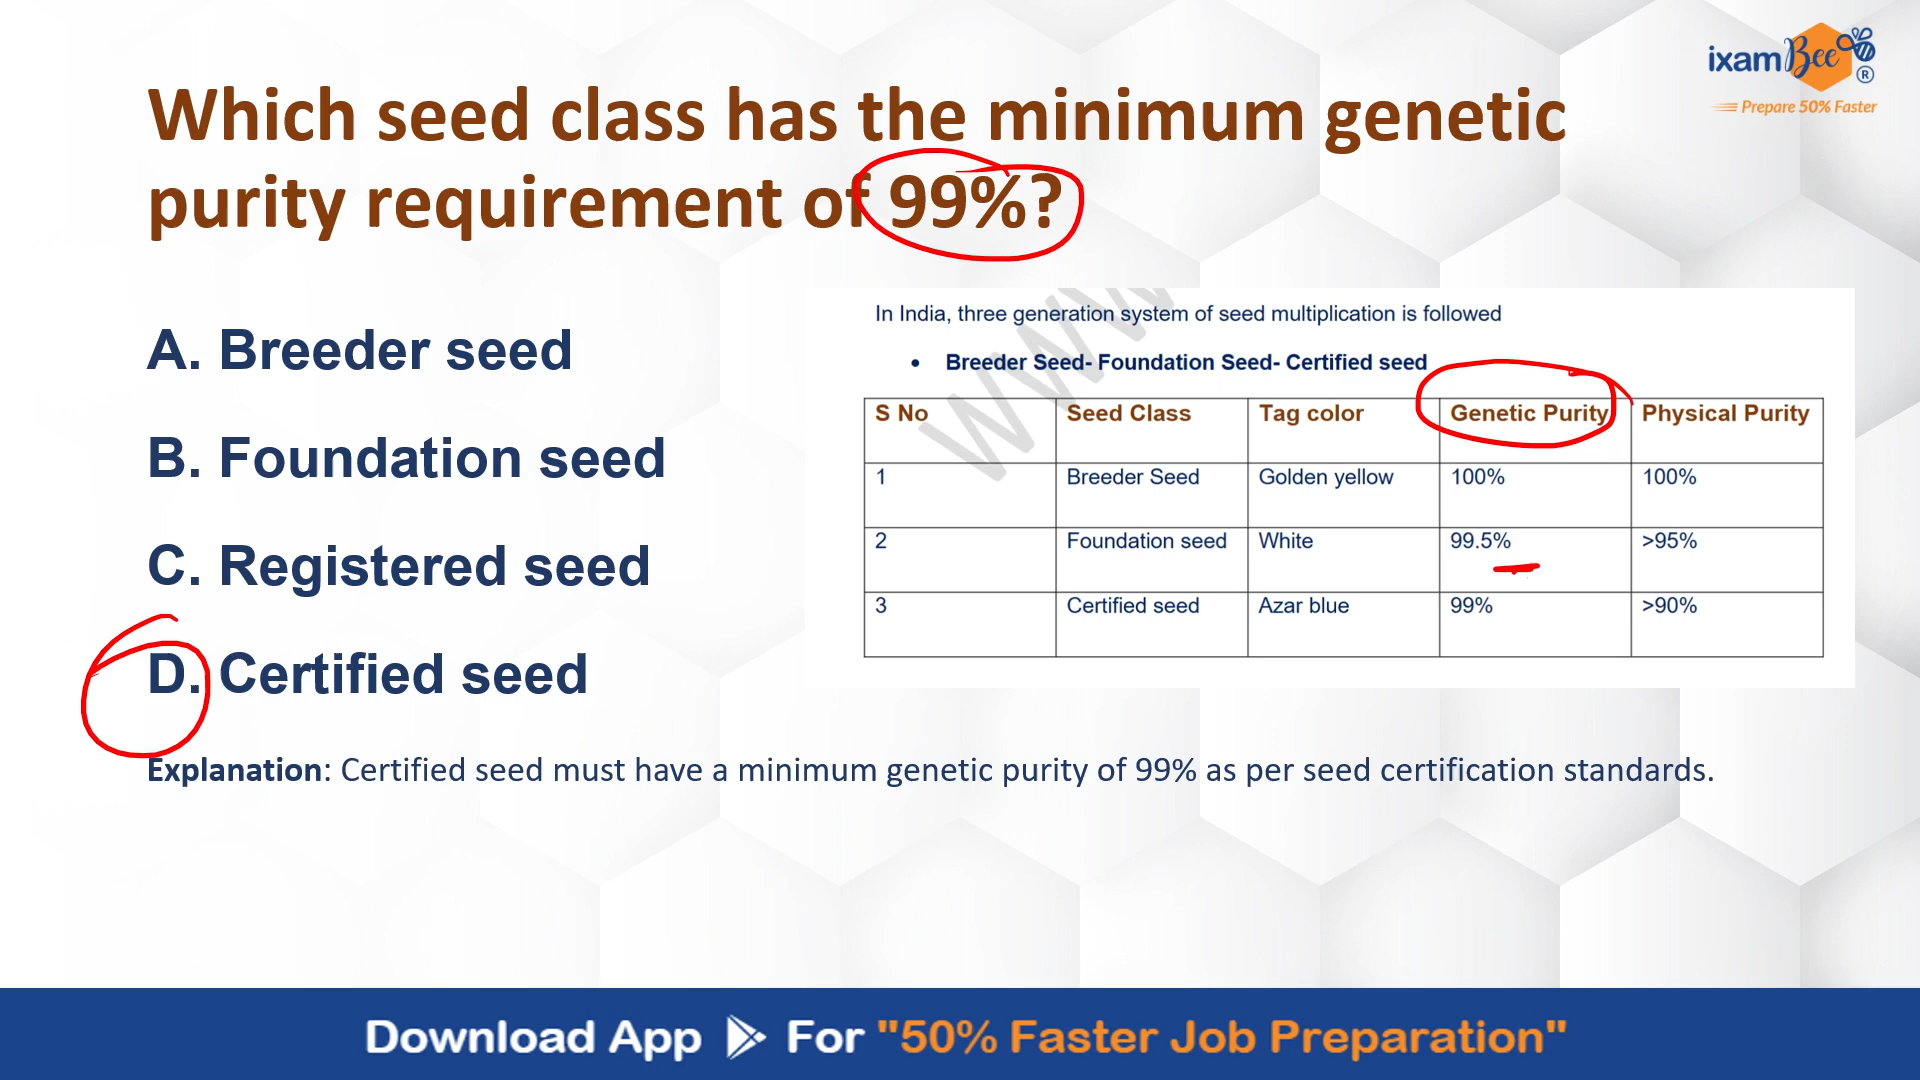 ixamBee®
Prepare 50% Faster
Which seed class has the minimum genetic
purity requirement of 99%?
A. Breeder seed
B. Foundation seed
C. Registered seed
D. Certified seed
www
In India, three generation system of seed multiplication is followed
• Breeder Seed- Foundation Seed- Certified seed
S No Seed Class Tag color Genetic Purity Physical Purity
1 Breeder Seed Golden yellow 100% 100%
2 Foundation seed White 99.5% >95%
3 Certified seed Azar blue 99% >90%
Explanation: Certified seed must have a minimum genetic purity of 99% as per seed certification standards.
Download App For "50% Faster Job Preparation"